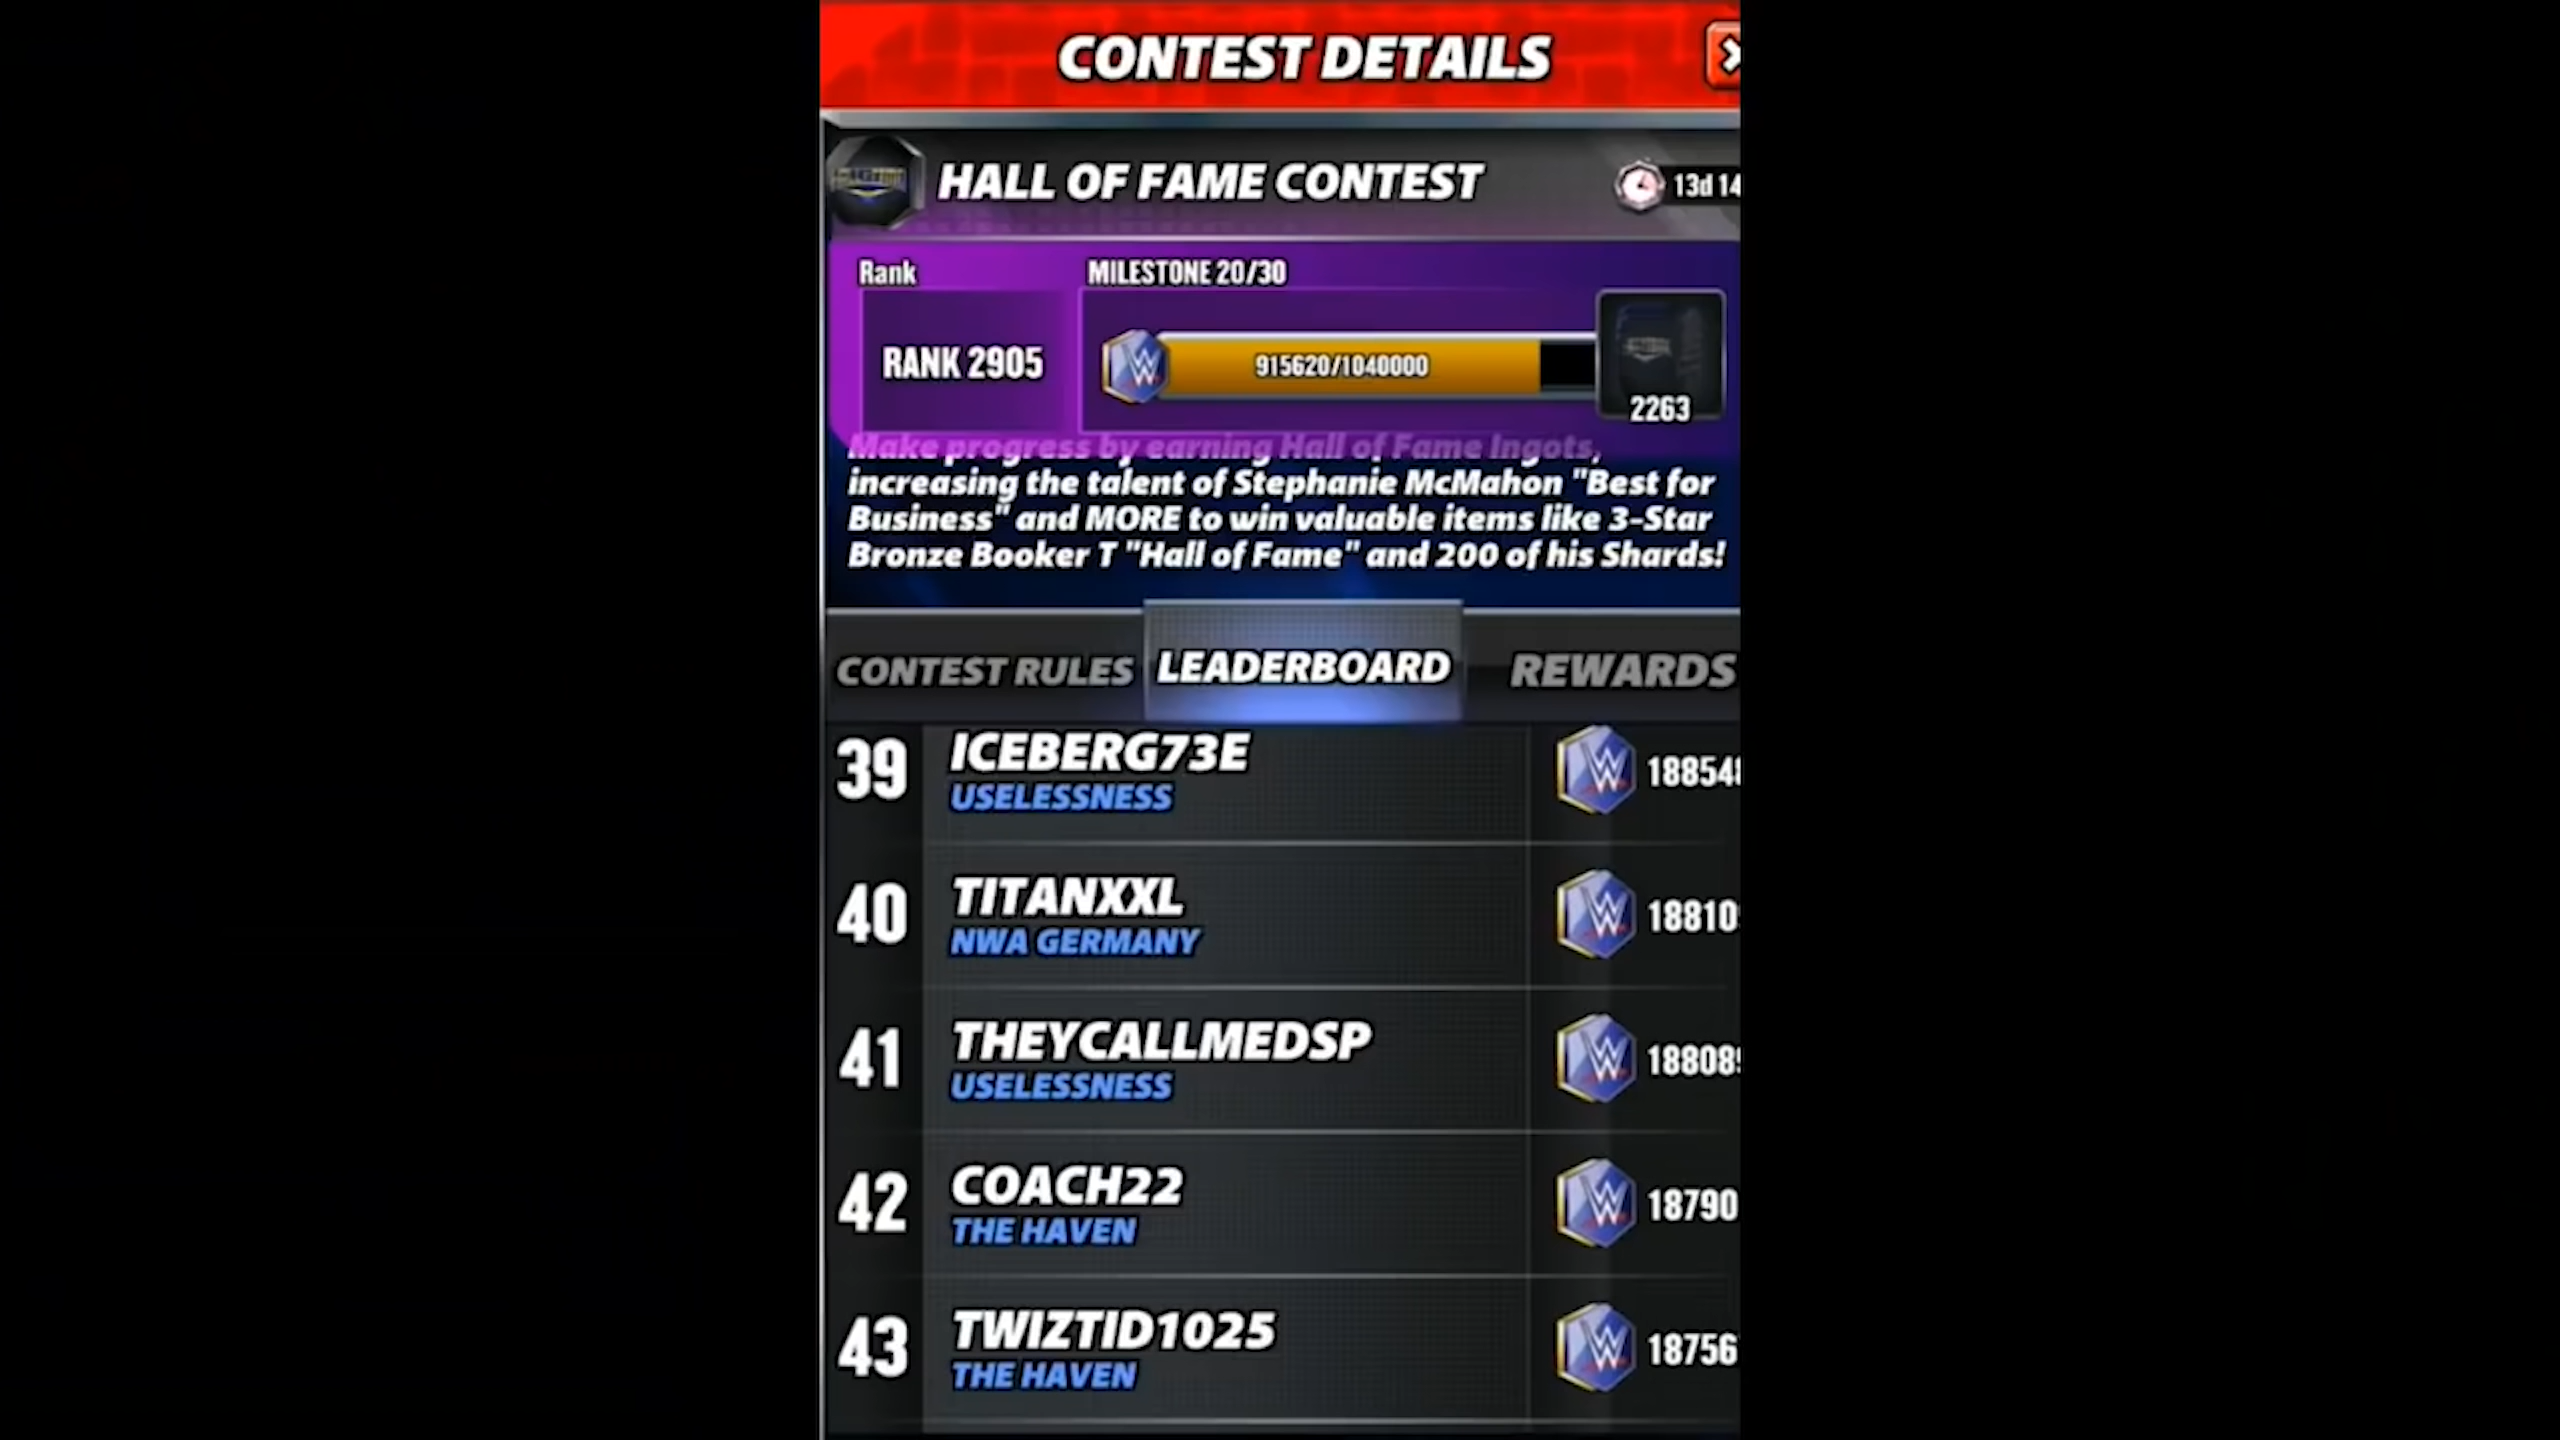 CONTEST DETAILS
HALL OF FAME CONTEST
13d 14
Rank
MILESTONE 20/30
RANK 2905
915620/1040000
2263
Make progress by earning Hall of Fame Ingots,
increasing the talent of Stephanie McMahon "Best for
Business" and MORE to win valuable items like 3-Star
Bronze Booker T "Hall of Fame" and 200 of his Shards!
CONTEST RULES
LEADERBOARD
REWARDS
39
ICEBERG73E
USELESSNESS
18854
40
TITANXXL
NWA GERMANY
18810
41
THEYCALLMEDSP
USELESSNESS
18808
42
COACH22
THE HAVEN
18790
43
TWIZTID1025
THE HAVEN
18756